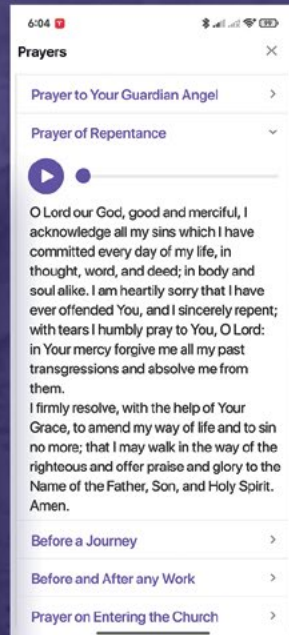 6:04
Prayers
Prayer to Your Guardian Angel
Prayer of Repentance
O Lord our God, good and merciful, I
acknowledge all my sins which I have
committed every day of my life, in
thought, word, and deed; in body and
soul alike. I am heartily sorry that I have
ever offended You, and I sincerely repent;
with tears I humbly pray to You, O Lord:
in Your mercy forgive me all my past
transgressions and absolve me from
them.
I firmly resolve, with the help of Your
Grace, to amend my way of life and to sin
no more; that I may walk in the way of the
righteous and offer praise and glory to the
Name of the Father, Son, and Holy Spirit.
Amen.
Before a Journey
Before and After any Work
Prayer on Entering the Church